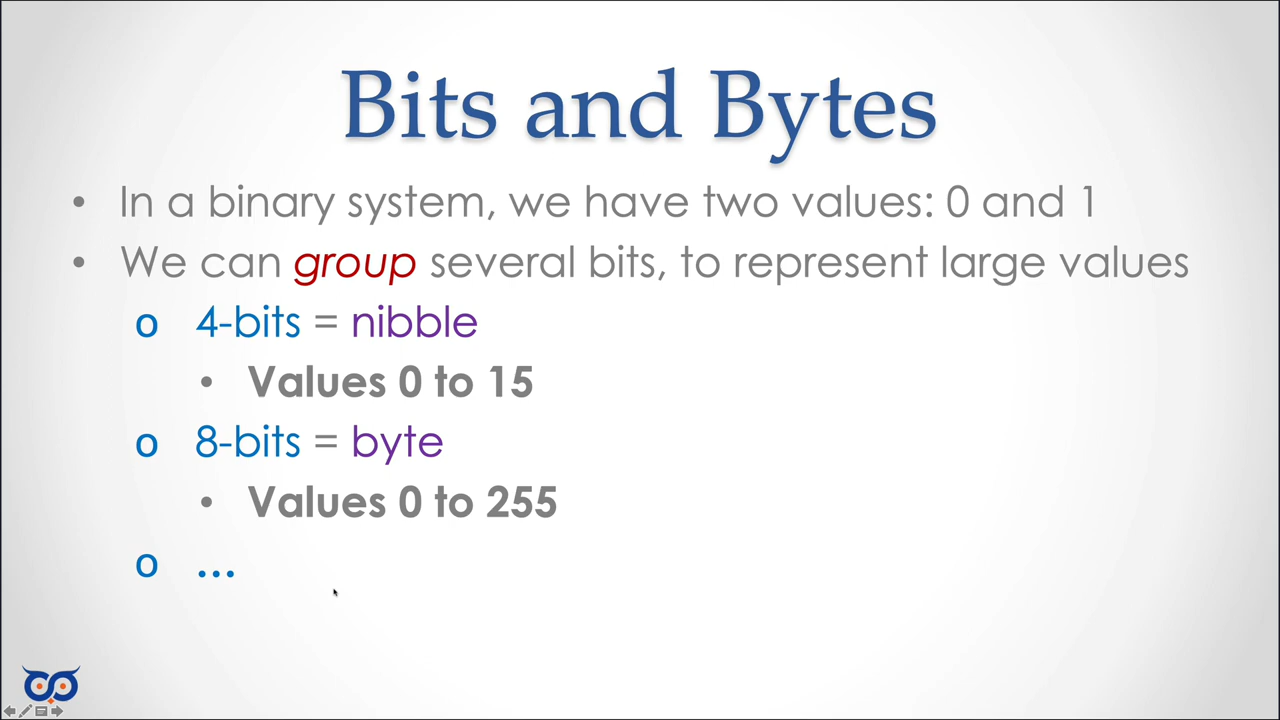 Bits and Bytes
• In a binary system, we have two values: 0 and 1
• We can group several bits, to represent large values
o 4-bits = nibble
• Values 0 to 15
o 8-bits = byte
• Values 0 to 255
o ...